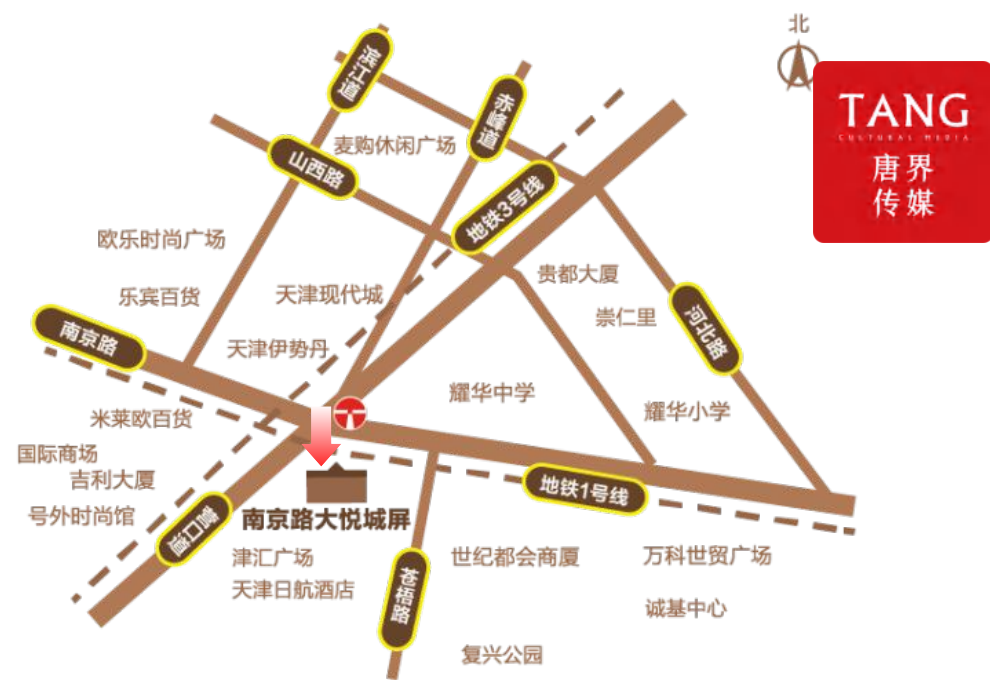 北
滨江道
赤峰道
TANG
CULTURAL MEDIA
唐界
传媒
麦购休闲广场
山西路
地铁3号线
欧乐时尚广场
贵都大厦
乐宾百货
天津现代城
崇仁里
河北路
南京路
天津伊势丹
耀华中学
米莱欧百货
耀华小学
国际商场
吉利大厦
地铁1号线
号外时尚馆
营口道
南京路大悦城屏
津汇广场
世纪都会商厦
万科世贸广场
天津日航酒店
苍梧路
诚基中心
复兴公园